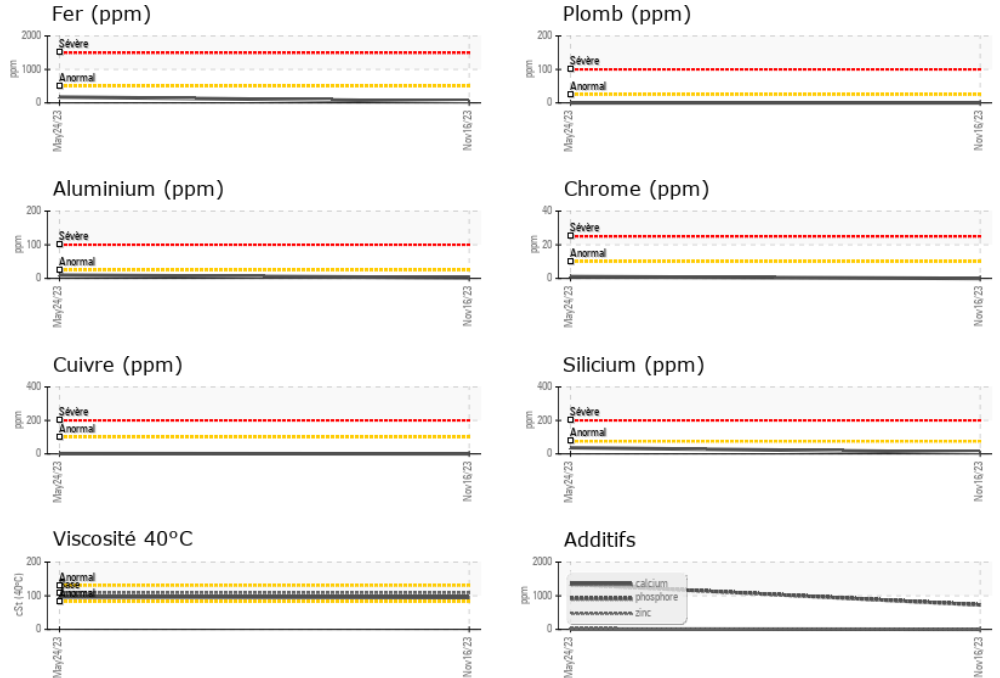 Fer (ppm)
2000
1000
0
ppm
Sévère
Anormal
May24/23
Nov16/23
Plomb (ppm)
200
100
0
ppm
Sévère
Anormal
May24/23
Nov16/23
Aluminium (ppm)
200
100
0
ppm
Sévère
Anormal
May24/23
Nov16/23
Chrome (ppm)
40
20
0
ppm
Sévère
Anormal
May24/23
Nov16/23
Cuivre (ppm)
400
200
0
ppm
Sévère
Anormal
May24/23
Nov16/23
Silicium (ppm)
400
200
0
ppm
Sévère
Anormal
May24/23
Nov16/23
Viscosité 40°C
200
100
0
cSt (40°C)
Anormal
Base
Anormal
May24/23
Nov16/23
Additifs
2000
1000
0
ppm
calcium
phosphore
zinc
May24/23
Nov16/23